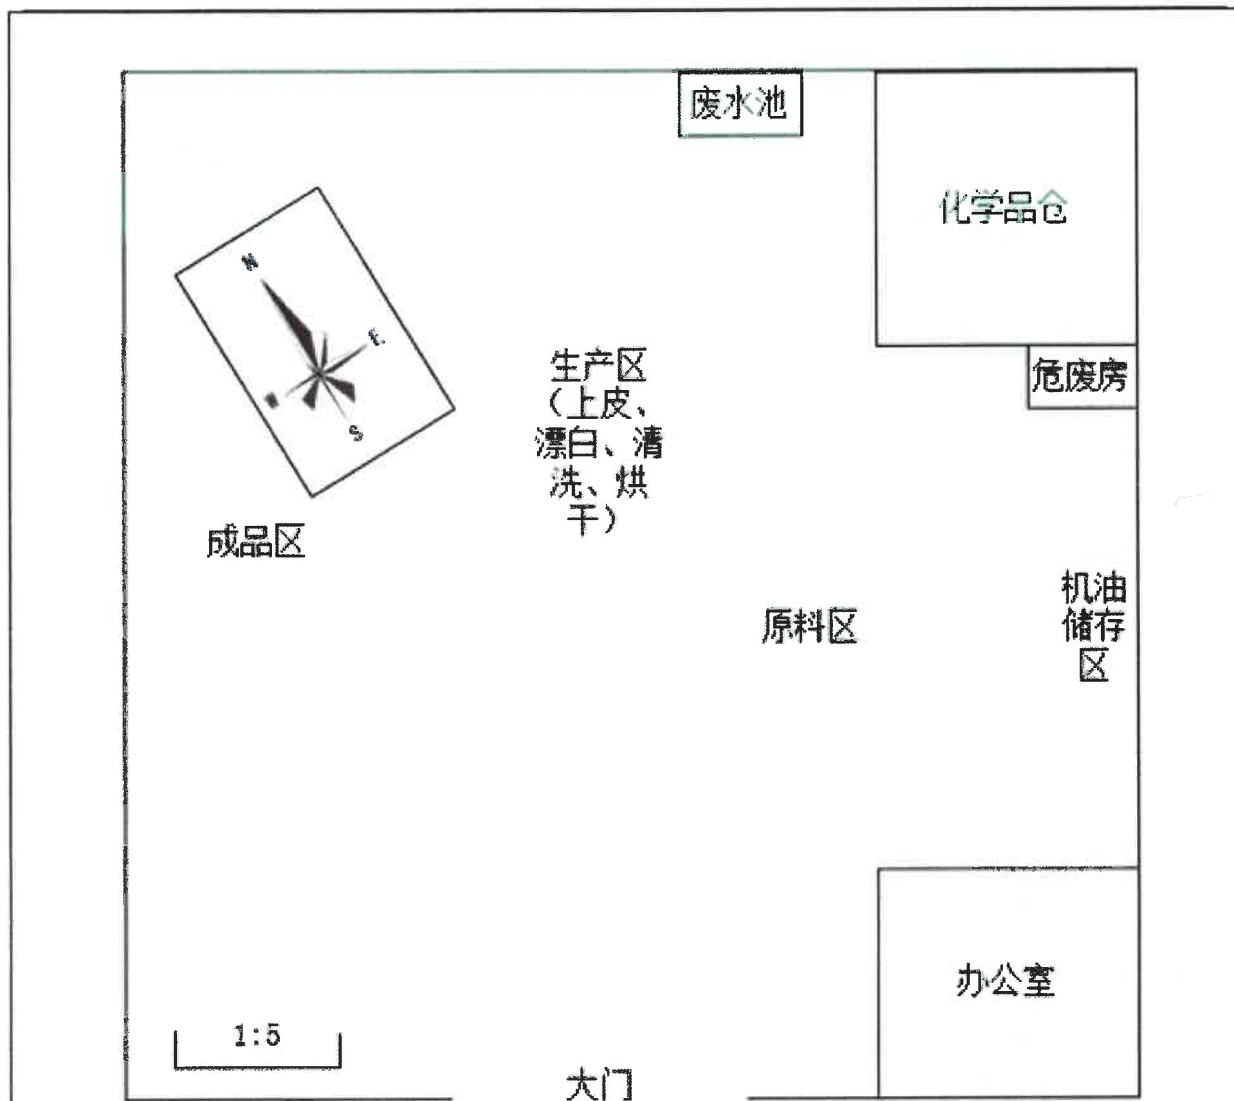 废水池
化学品仓
N
E
W
S
生产区
（上皮、
漂白、清
洗、烘
干）
危废房
成品区
机油
储存
区
原料区
办公室
1:5
大门